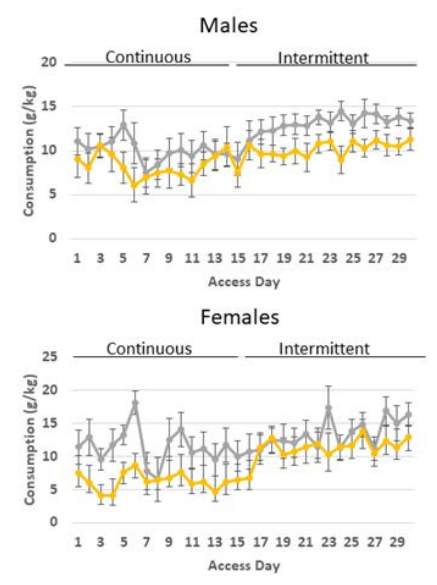 Males
Continuous Intermittent
Consumption (g/kg)
20
15
10
5
0
1 3 5 7 9 11 13 15 17 19 21 23 25 27 29
Access Day
Females
Continuous Intermittent
Consumption (g/kg)
25
20
15
10
5
0
1 3 5 7 9 11 13 15 17 19 21 23 25 27 29
Access Day